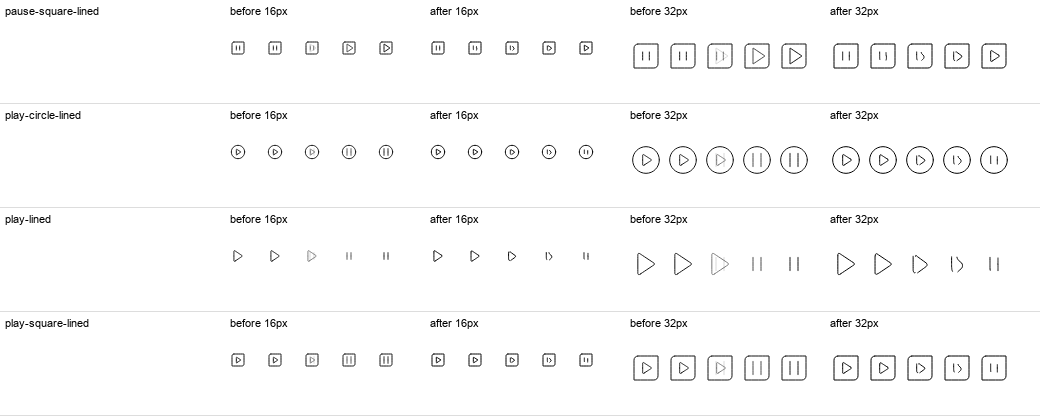 pause-square-lined before 16px after 16px before 32px after 32px
play-circle-lined before 16px after 16px before 32px after 32px
play-lined before 16px after 16px before 32px after 32px
play-square-lined before 16px after 16px before 32px after 32px